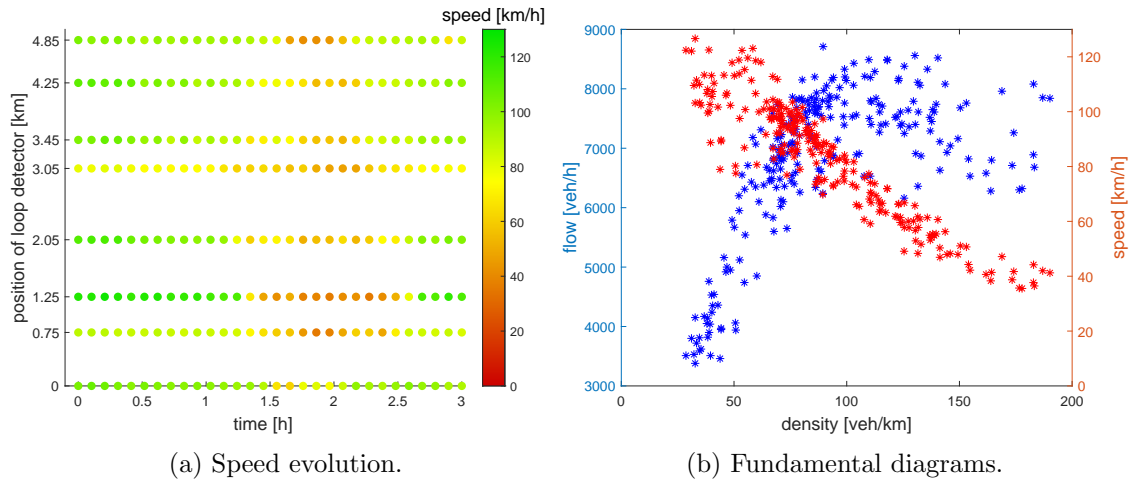 speed [km/h]
position of loop detector [km]
4.85
4.25
3.45
3.05
2.05
1.25
0.75
0
0 0.5 1 1.5 2 2.5 3
time [h]
120
100
80
60
40
20
0
(a) Speed evolution.
flow [veh/h]
9000
8000
7000
6000
5000
4000
3000
0 50 100 150 200
density [veh/km]
120
100
80
60
40
20
0
speed [km/h]
(b) Fundamental diagrams.